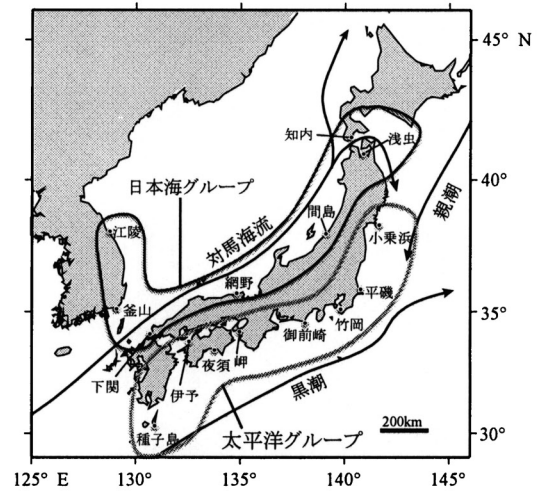 45° N
知内
浅虫
日本海グループ
40°
間島
対馬海流
親潮
江陵
小乗浜
網野
平磯
釜山
35°
御前崎
竹岡
夜須
岬
下関
伊予
黒潮
200km
種子島
太平洋グループ
30°
125° E
130°
135°
140°
145°